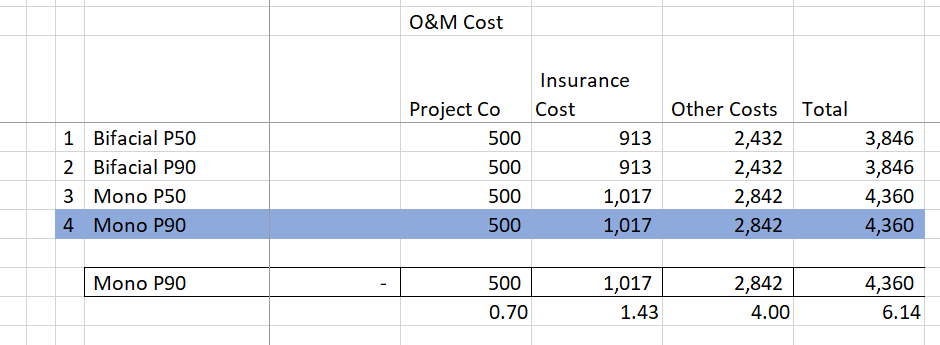 O&M Cost
Insurance
Project Co Cost Other Costs Total
1 Bifacial P50 500 913 2,432 3,846
2 Bifacial P90 500 913 2,432 3,846
3 Mono P50 500 1,017 2,842 4,360
4 Mono P90 500 1,017 2,842 4,360
Mono P90 - 500 1,017 2,842 4,360
0.70 1.43 4.00 6.14